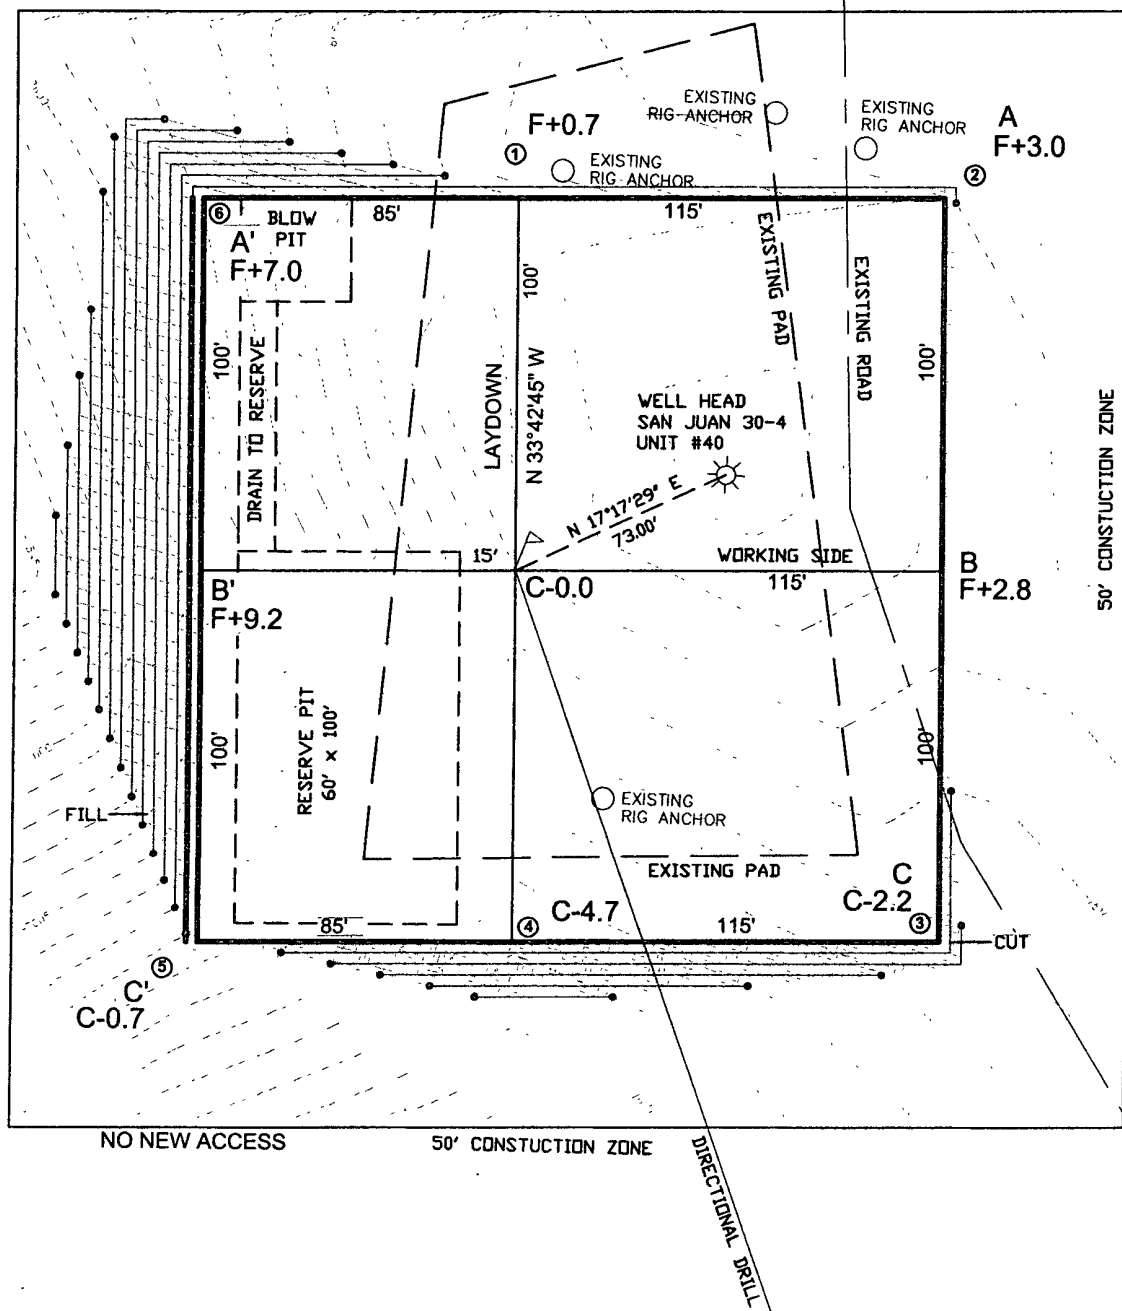 EXISTING
RIG ANCHOR
EXISTING
RIG ANCHOR
A
F+3.0
F+0.7
①
EXISTING
RIG ANCHOR
②
⑥
BLOW
PIT
85'
115'
A'
F+7.0
EXISTING PAD
EXISTING ROAD
100'
100'
100'
LAYDOWN
N 33°42'45" W
DRAIN TO RESERVE
WELL HEAD
SAN JUAN 30-4
UNIT #40
50' CONSTUCTION ZONE
N 17°17'29" E
73.00'
15'
WORKING SIDE
115'
B
F+2.8
B'
F+9.2
C-0.0
RESERVE PIT
60' x 100'
100'
100'
FILL
EXISTING
RIG ANCHOR
EXISTING PAD
C
C-2.2
③
C-4.7
④
85'
115'
CUT
⑤
C'
C-0.7
NO NEW ACCESS
50' CONSTUCTION ZONE
DIRECTIONAL DRILL